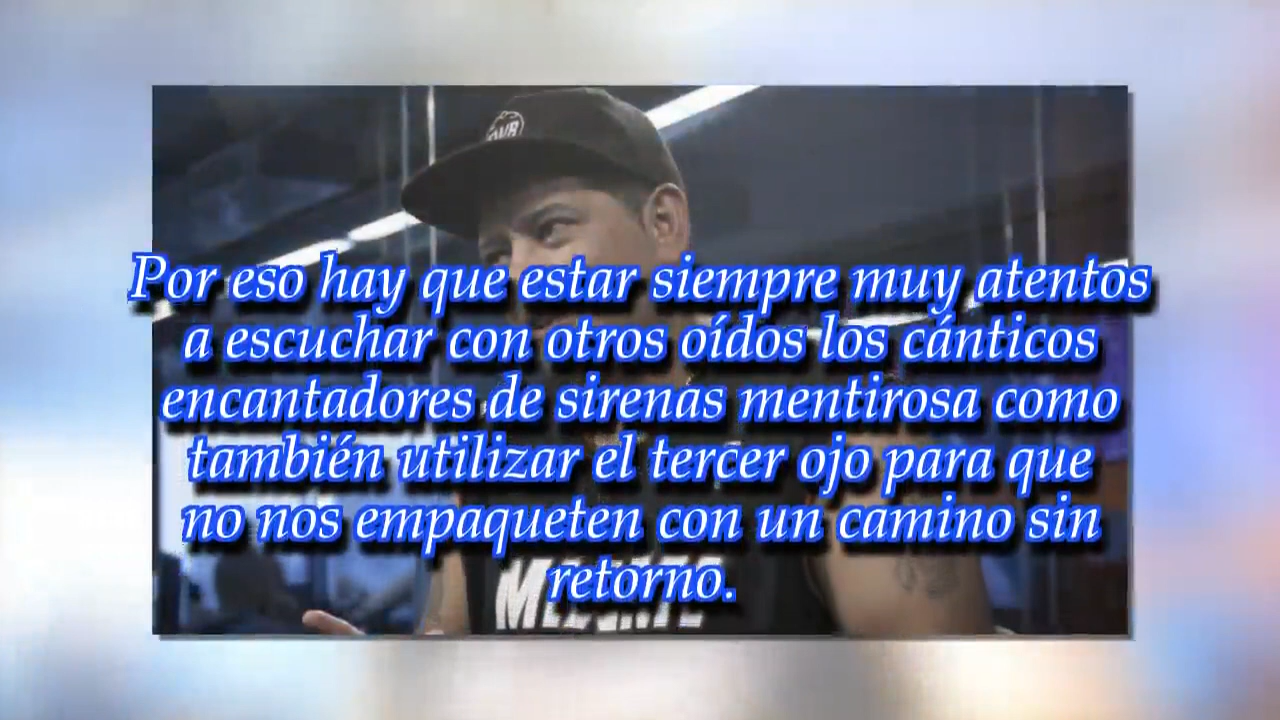 Por eso hay que estar siempre muy atentos
a escuchar con otros oídos los cánticos
encantadores de sirenas mentirosa como
también utilizar el tercer ojo para que
no nos empaqueten con un camino sin
retorno.